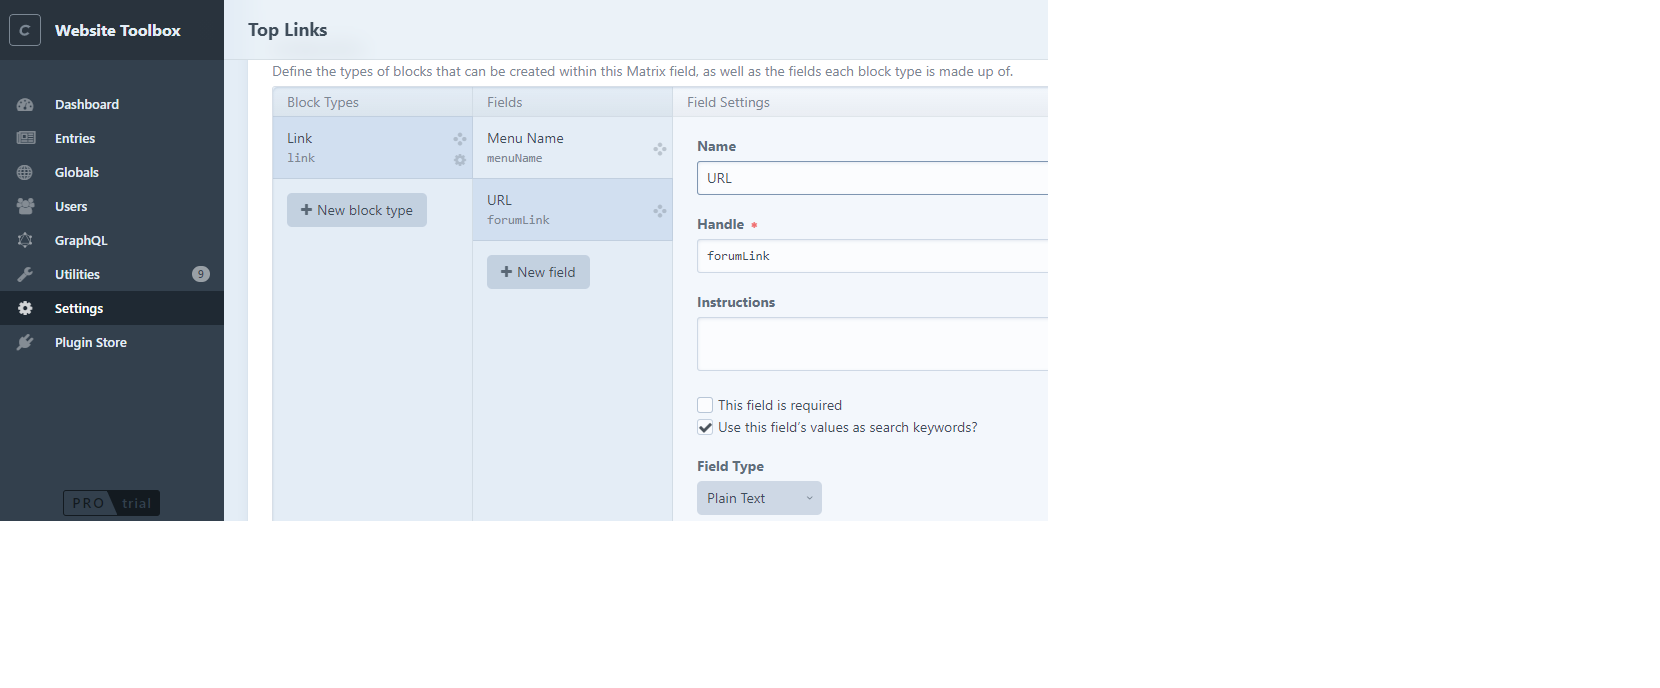 C
Website Toolbox
Top Links
Dashboard
Entries
Globals
Users
GraphQL
Utilities 9
Settings
Plugin Store
PRO trial
Define the types of blocks that can be created within this Matrix field, as well as the fields each block type is made up of.
Block Types
Link
link
New block type
Fields
Menu Name
menuName
URL
forumLink
New field
Field Settings
Name
URL
Handle *
forumLink
Instructions
This field is required
Use this field’s values as search keywords?
Field Type
Plain Text